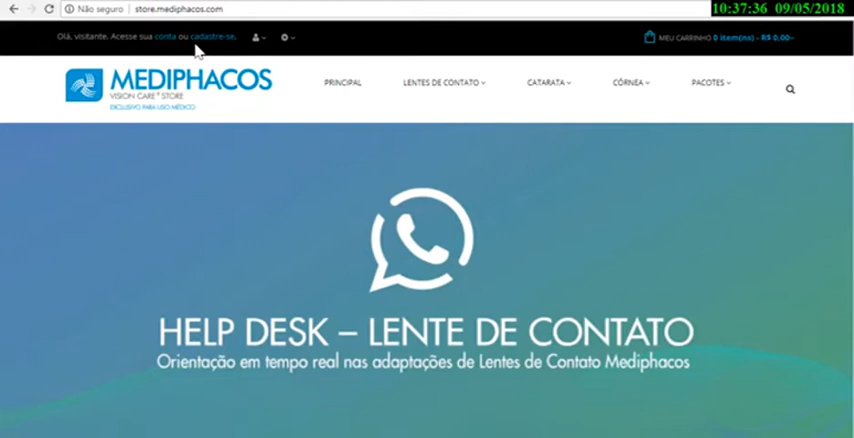 Não seguro | store.mediphacos.com
10:37:36 09/05/2018
Olá, visitante. Acesse sua conta ou cadastre-se.
MEU CARRINHO 0 item(ns) - R$ 0,00
MEDIPHACOS
VISION CARE STORE
EXCLUSIVO PARA USO MÉDICO
PRINCIPAL LENTES DE CONTATO CATARATA CÓRNEA PACOTES
HELP DESK – LENTE DE CONTATO
Orientação em tempo real nas adaptações de Lentes de Contato Mediphacos